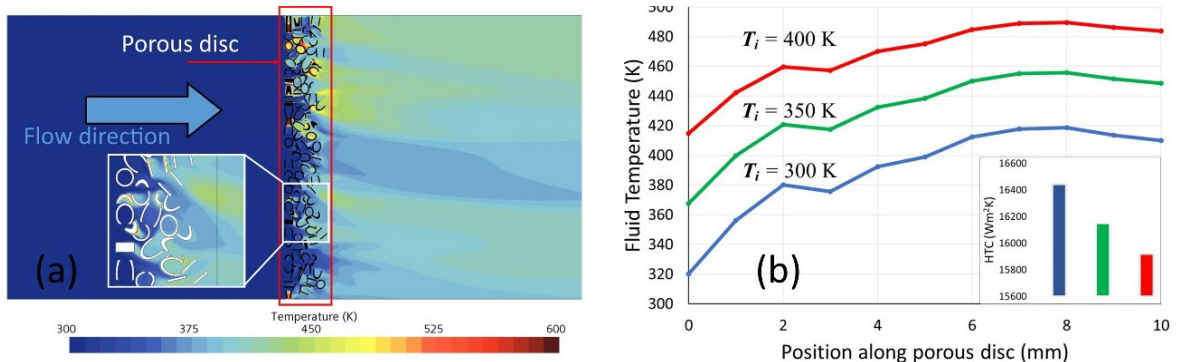 (a)
Porous disc
Flow direction
Temperature (K)
300 375 450 525 600
Fluid Temperature (K)
500
480
460
440
420
400
380
360
340
320
300
T_i = 400 K
T_i = 350 K
T_i = 300 K
(b)
HTC (Wm²K)
16600
16400
16200
16000
15800
15600
0 2 4 6 8 10
Position along porous disc (mm)